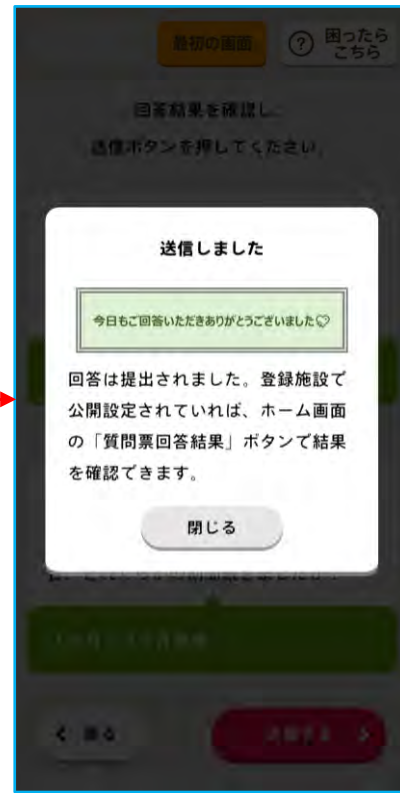 最初の画面
? 困ったら
こちら
回答結果を確認し
送信ボタンを押してください
送信しました
今日もご回答いただきありがとうございました♡
回答は提出されました。登録施設で
公開設定されていれば、ホーム画面
の「質問票回答結果」ボタンで結果
を確認できます。
閉じる
戻る
送信する